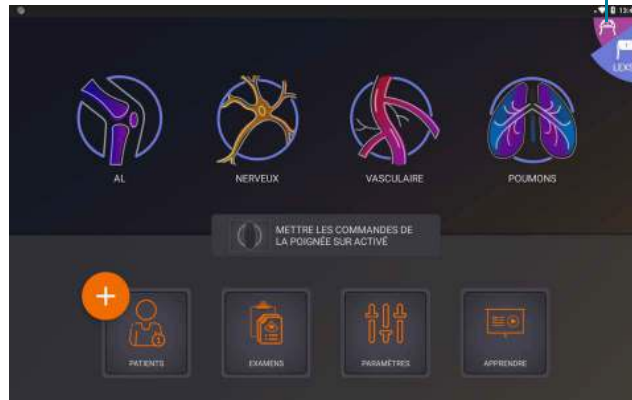 AL
NERVEUX
VASCULAIRE
POUMONS
METTRE LES COMMANDES DE
LA POIGNÉE SUR ACTIVÉ
PATIENTS
EXAMENS
PARAMÈTRES
APPRENDRE